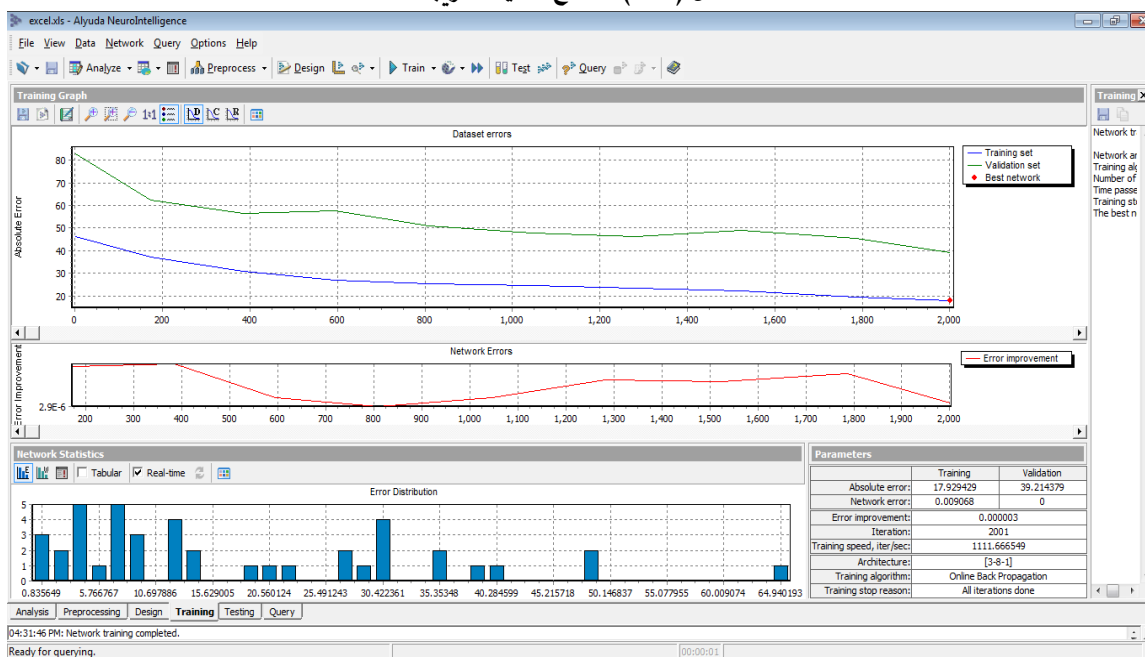 excel.xls - Alyuda NeuroIntelligence
File View Data Network Query Options Help
Analyze Preprocess Design Train Test Query
Training Graph
Training
1:1 D C R
Dataset errors
Absolute Error
80
70
60
50
40
30
20
0 200 400 600 800 1,000 1,200 1,400 1,600 1,800 2,000
Training set
Validation set
Best network
Network tr
Network ar
Training alg
Number of
Time passe
Training st
The best n
Network Errors
Error Improvement
2.9E-6
200 300 400 500 600 700 800 900 1,000 1,100 1,200 1,300 1,400 1,500 1,600 1,700 1,800 1,900 2,000
Error improvement
Network Statistics
Tabular Real-time
Error Distribution
5
4
3
2
1
0
0.835649 5.766767 10.697886 15.629005 20.560124 25.491243 30.422361 35.35348 40.284599 45.215718 50.146837 55.077955 60.009074 64.940193
Parameters
Training Validation
Absolute error: 17.929429 39.214379
Network error: 0.009068 0
Error improvement: 0.000003
Iteration: 2001
Training speed, iter/sec: 1111.666549
Architecture: [3-8-1]
Training algorithm: Online Back Propagation
Training stop reason: All iterations done
Analysis Preprocessing Design Training Testing Query
04:31:46 PM: Network training completed.
Ready for querying.
00:00:01